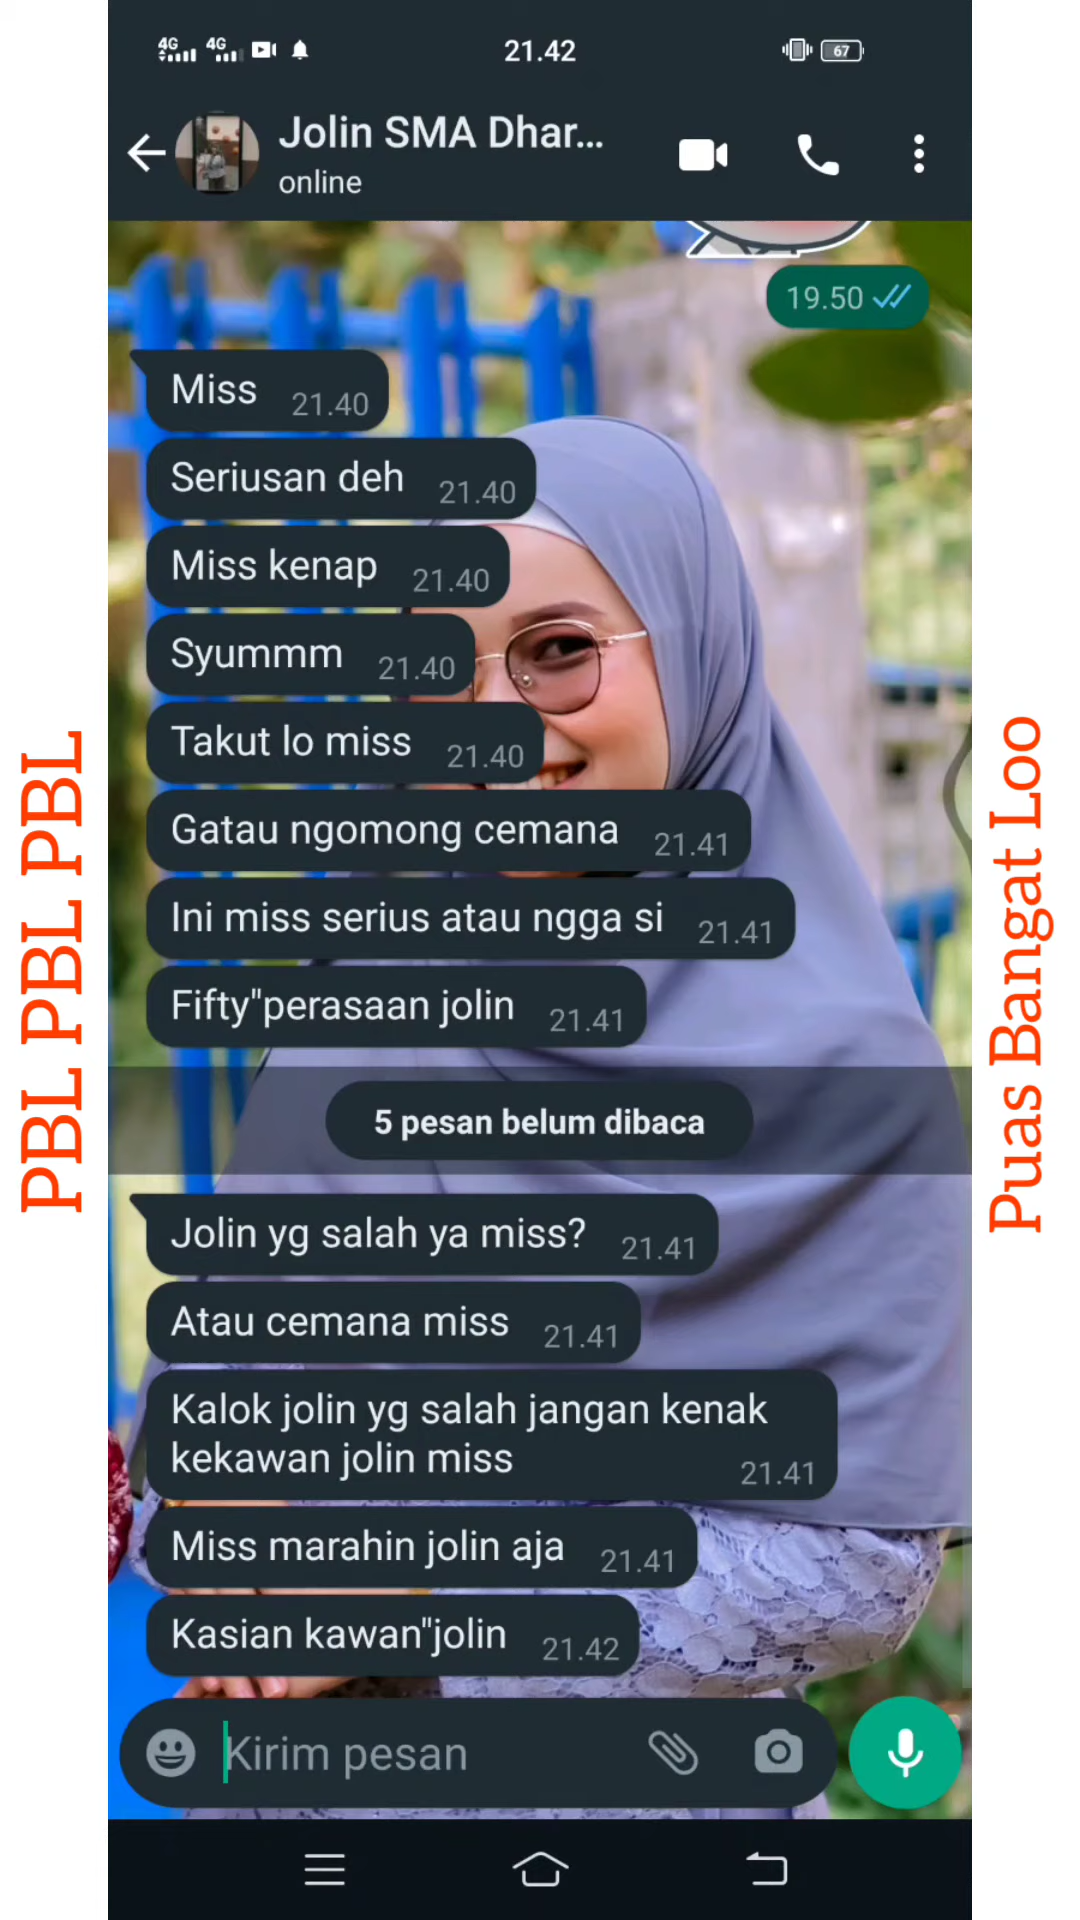 4G 4G 21.42 67
Jolin SMA Dhar...
online
19.50
Miss 21.40
Seriusan deh 21.40
Miss kenap 21.40
Syummm 21.40
Takut lo miss 21.40
Gatau ngomong cemana 21.41
Ini miss serius atau ngga si 21.41
Fifty"perasaan jolin 21.41
5 pesan belum dibaca
Jolin yg salah ya miss? 21.41
Atau cemana miss 21.41
Kalok jolin yg salah jangan kenak
kekawan jolin miss 21.41
Miss marahin jolin aja 21.41
Kasian kawan"jolin 21.42
Kirim pesan
PBL PBL PBL
Puas Bangat Loo